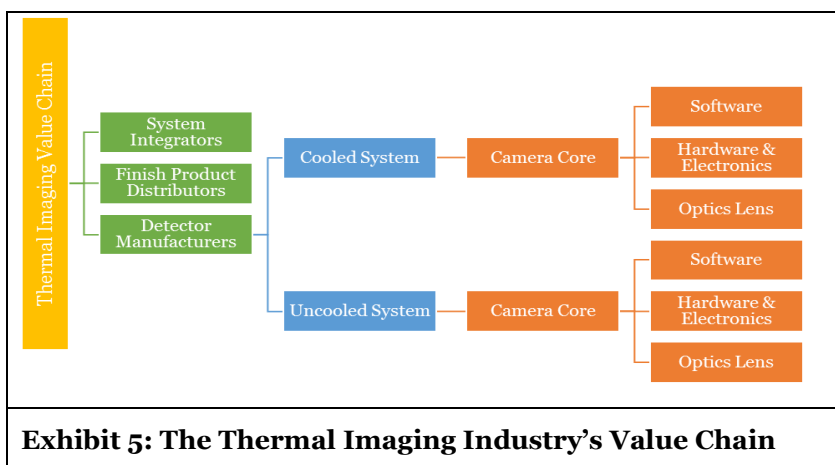 Thermal Imaging Value Chain
System
Integrators
Finish Product
Distributors
Detector
Manufacturers
Cooled System
Camera Core
Software
Hardware &
Electronics
Optics Lens
Uncooled System
Camera Core
Software
Hardware &
Electronics
Optics Lens
Exhibit 5: The Thermal Imaging Industry’s Value Chain